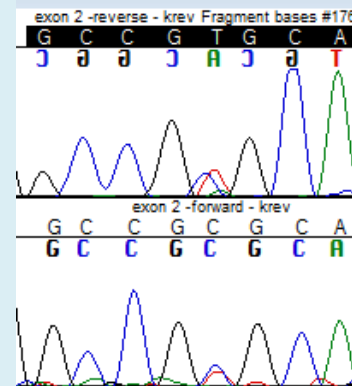 exon 2 -reverse - krev Fragment bases #176
G C C G T G C A
C G G C A C G T
exon 2 -forward - krev
G C C G C G C A
G C C G C G C A